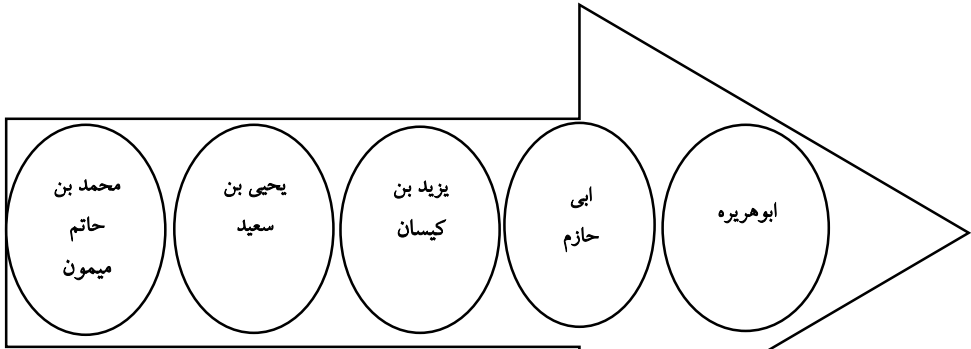 ابوهریره
ابی
حازم
یزید بن
کیسان
یحیی بن
سعید
محمد بن
حاتم
میمون